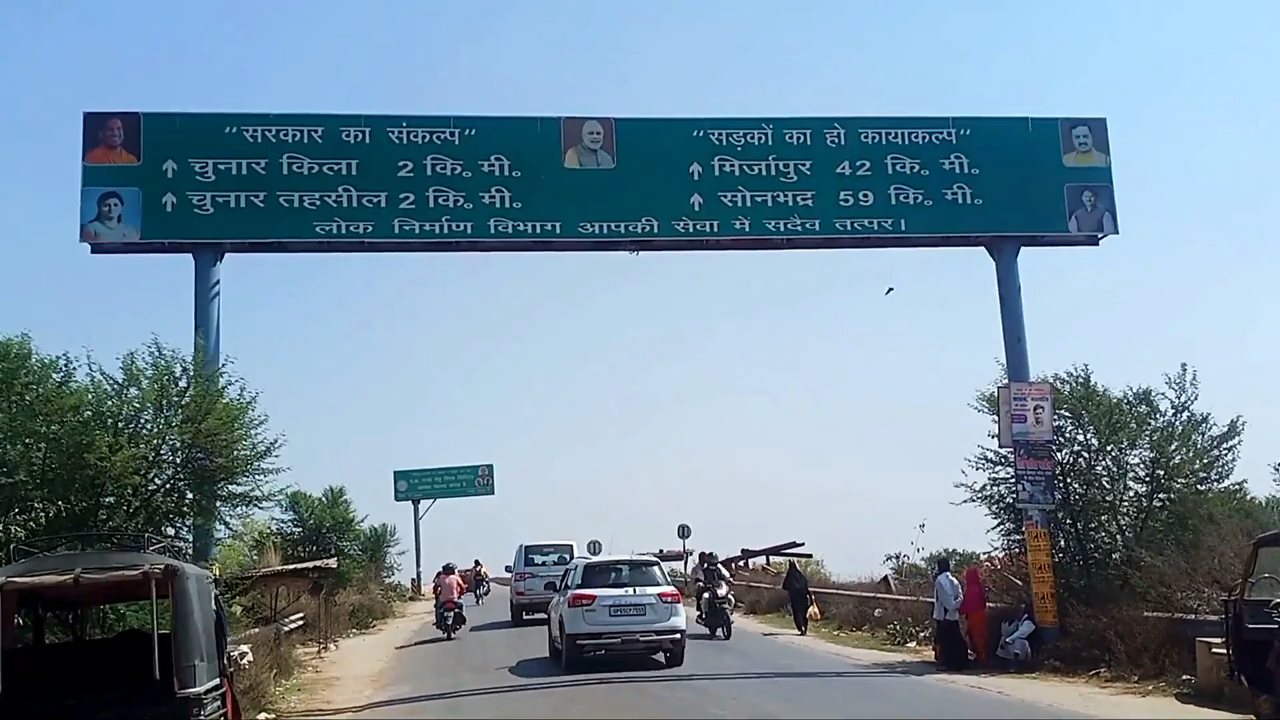 “सरकार का संकल्प”
↑ चुनार किला 2 कि. मी.
↑ चुनार तहसील 2 कि. मी.
“सड़कों का हो कायाकल्प”
↑ मिर्जापुर 42 कि. मी.
↑ सोनभद्र 59 कि. मी.
लोक निर्माण विभाग आपकी सेवा में सदैव तत्पर।